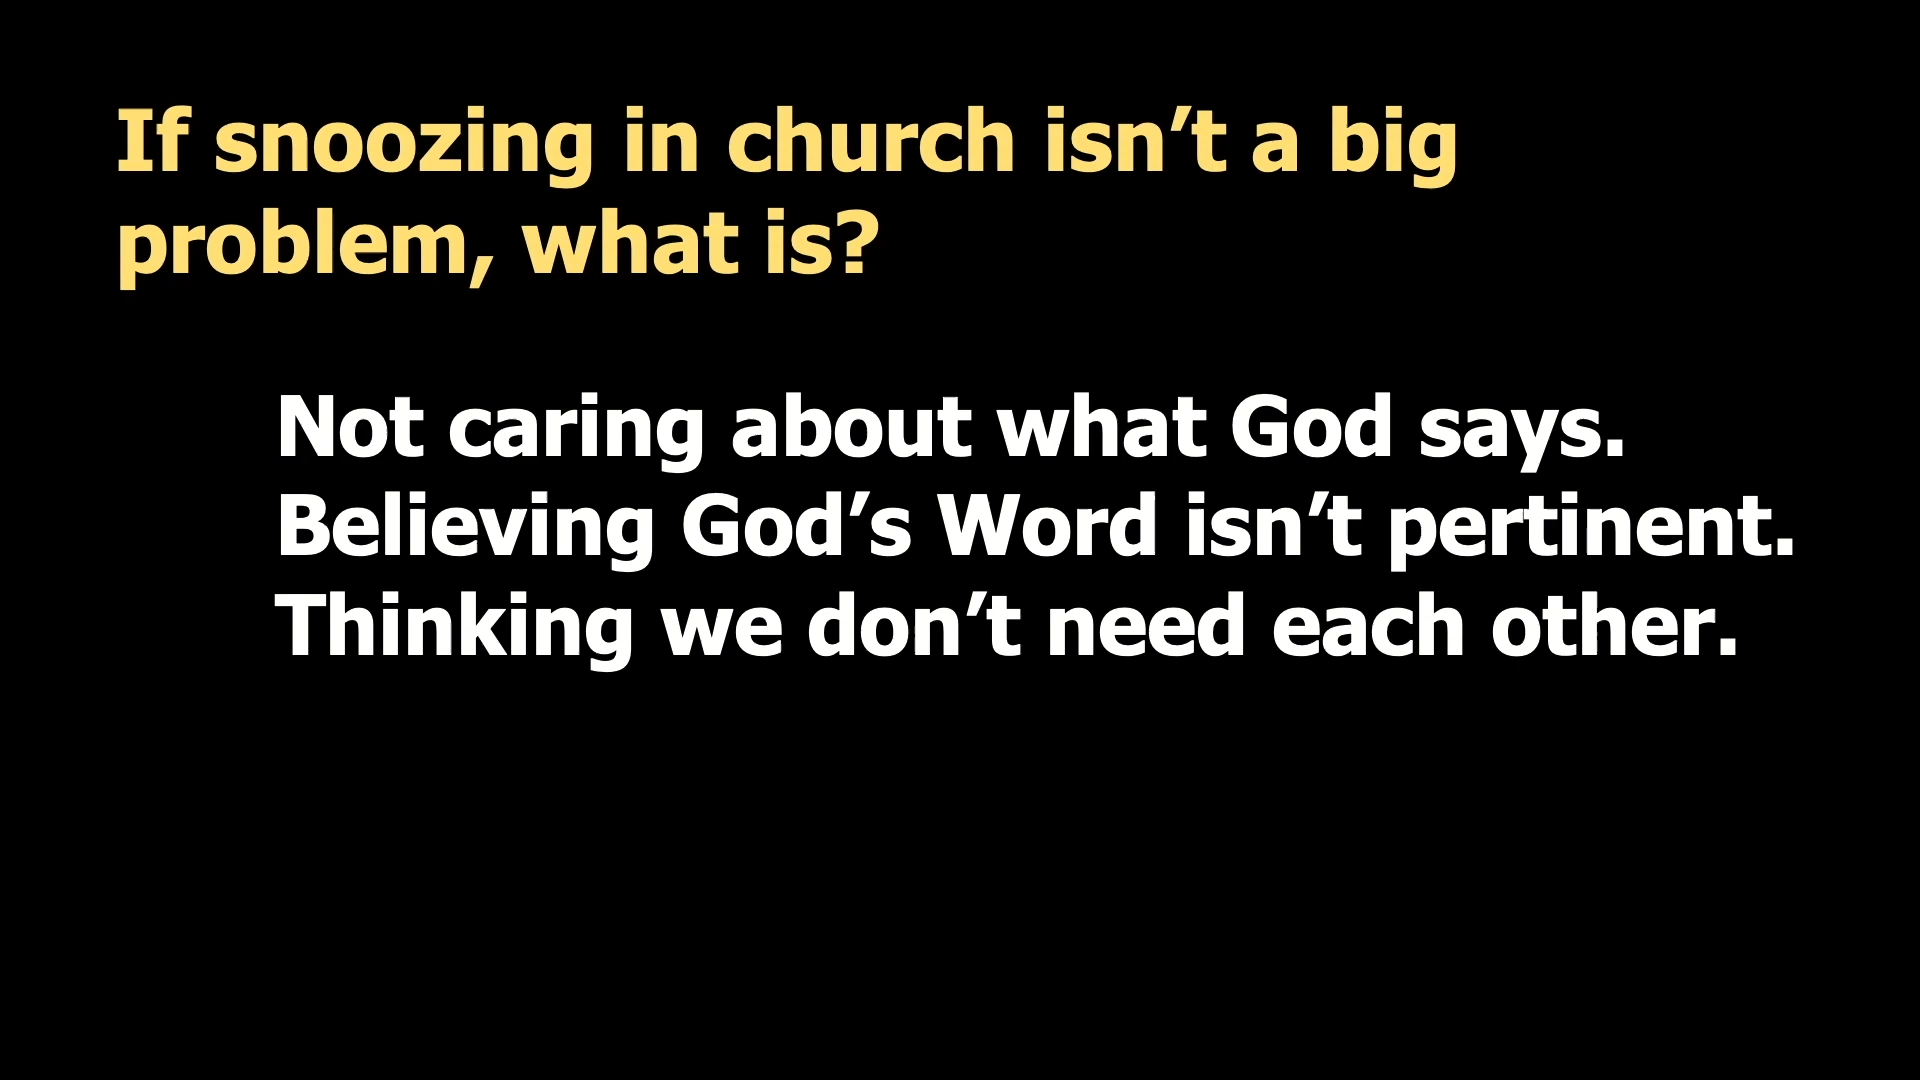 If snoozing in church isn’t a big
problem, what is?
Not caring about what God says.
Believing God’s Word isn’t pertinent.
Thinking we don’t need each other.